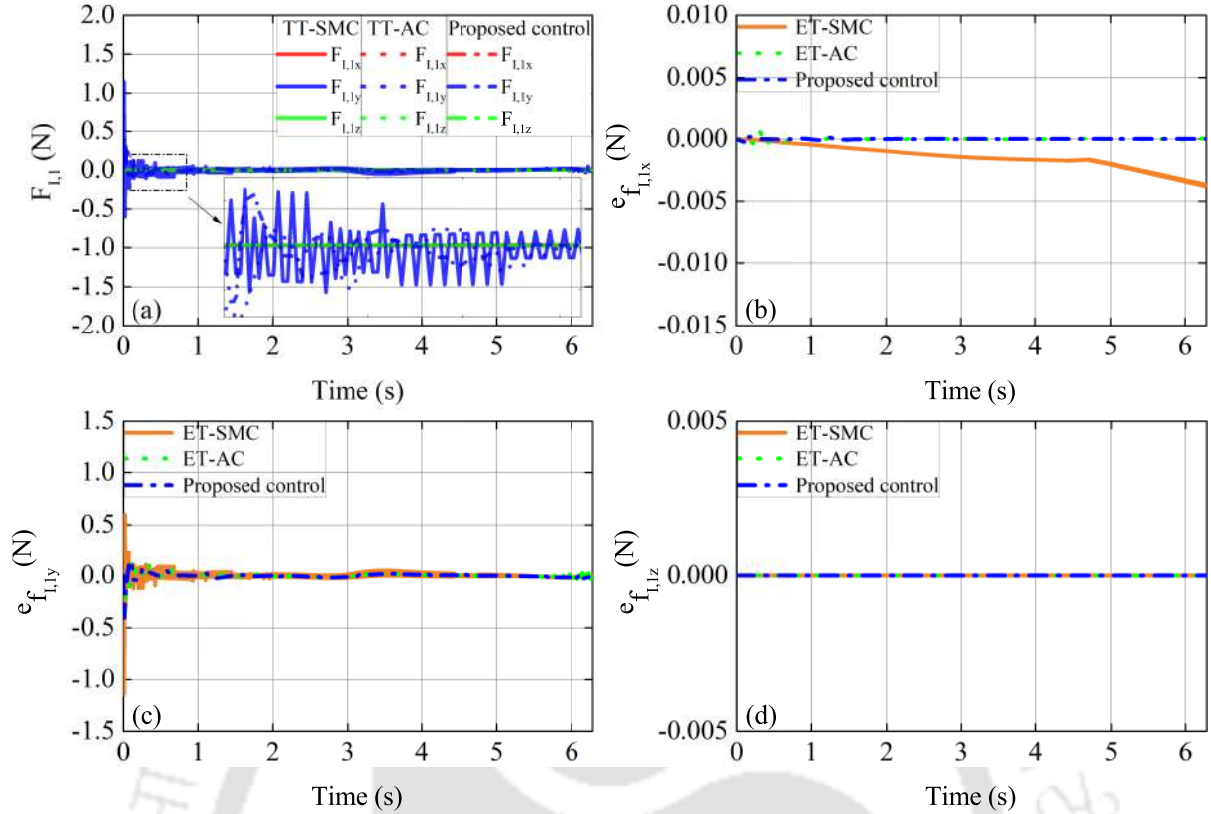 TT-SMC TT-AC Proposed control
F_{I,1x} F_{I,1x} F_{I,1x}
F_{I,1y} F_{I,1y} F_{I,1y}
F_{I,1z} F_{I,1z} F_{I,1z}
2.0
1.5
1.0
0.5
0.0
-0.5
-1.0
-1.5
-2.0
F_{I,1} (N)
(a)
0 1 2 3 4 5 6
Time (s)
ET-SMC
ET-AC
Proposed control
0.010
0.005
0.000
-0.005
-0.010
-0.015
e_{f_{I,1x}} (N)
(b)
0 1 2 3 4 5 6
Time (s)
ET-SMC
ET-AC
Proposed control
1.5
1.0
0.5
0.0
-0.5
-1.0
-1.5
e_{f_{I,1y}} (N)
(c)
0 1 2 3 4 5 6
Time (s)
ET-SMC
ET-AC
Proposed control
0.005
0.000
-0.005
e_{f_{I,1z}} (N)
(d)
0 1 2 3 4 5 6
Time (s)